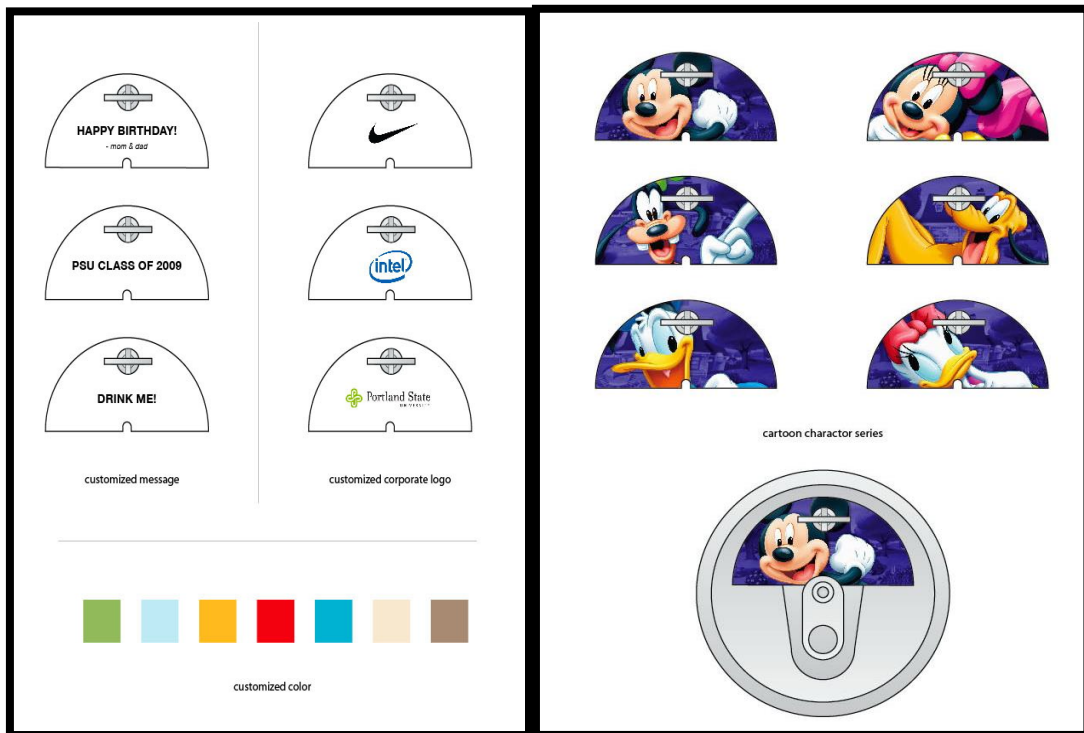 HAPPY BIRTHDAY!
- mom & dad
PSU CLASS OF 2009
intel
DRINK ME!
Portland State
UNIVERSITY
customized message
customized corporate logo
customized color
cartoon charactor series